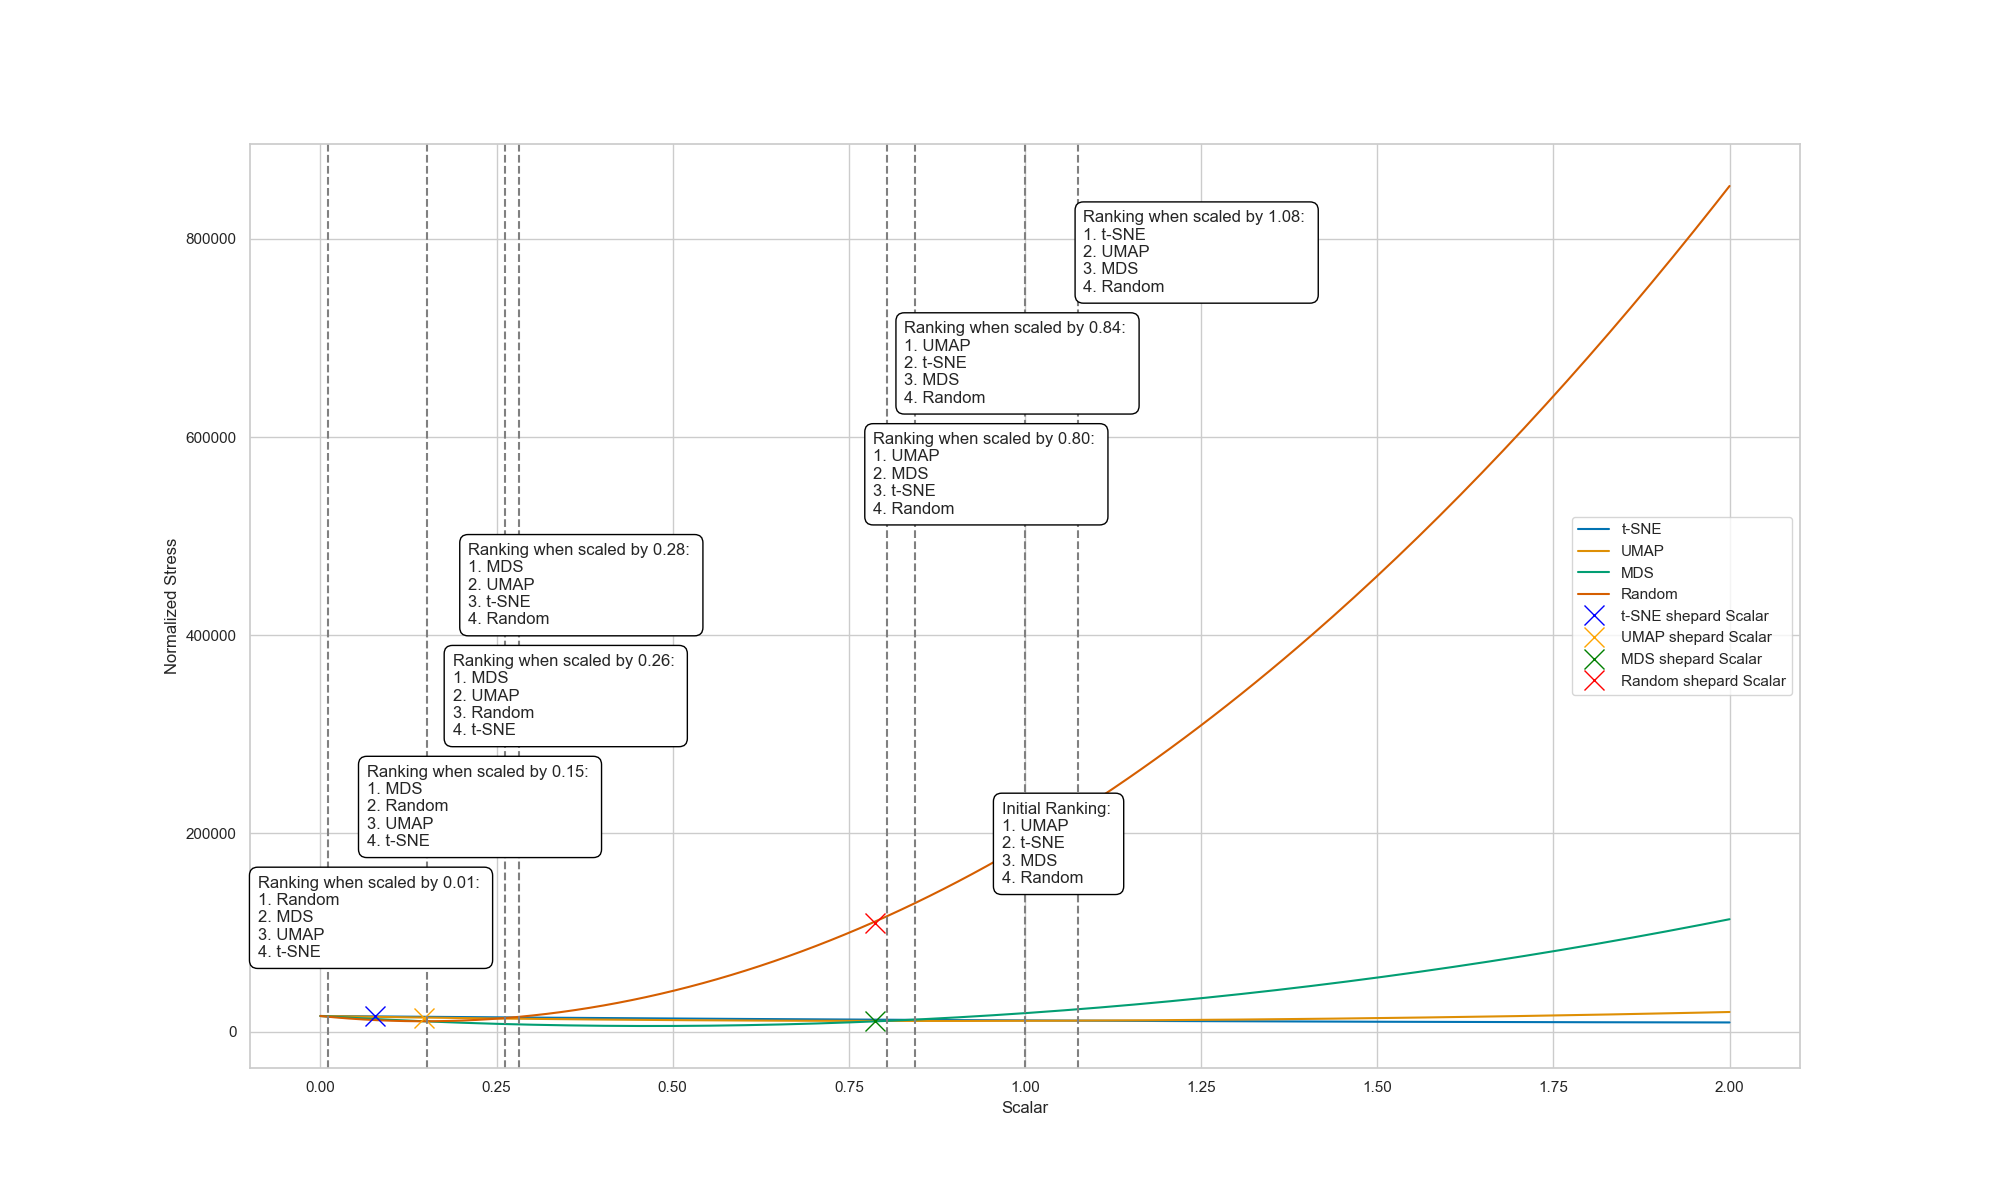 Ranking when scaled by 1.08:
1. t-SNE
2. UMAP
3. MDS
4. Random
Ranking when scaled by 0.84:
1. UMAP
2. t-SNE
3. MDS
4. Random
Ranking when scaled by 0.80:
1. UMAP
2. MDS
3. t-SNE
4. Random
Ranking when scaled by 0.28:
1. MDS
2. UMAP
3. t-SNE
4. Random
Ranking when scaled by 0.26:
1. MDS
2. UMAP
3. Random
4. t-SNE
Ranking when scaled by 0.15:
1. MDS
2. Random
3. UMAP
4. t-SNE
Ranking when scaled by 0.01:
1. Random
2. MDS
3. UMAP
4. t-SNE
Initial Ranking:
1. UMAP
2. t-SNE
3. MDS
4. Random
t-SNE
UMAP
MDS
Random
t-SNE shepard Scalar
UMAP shepard Scalar
MDS shepard Scalar
Random shepard Scalar
Normalized Stress
800000
600000
400000
200000
0
0.00 0.25 0.50 0.75 1.00 1.25 1.50 1.75 2.00
Scalar